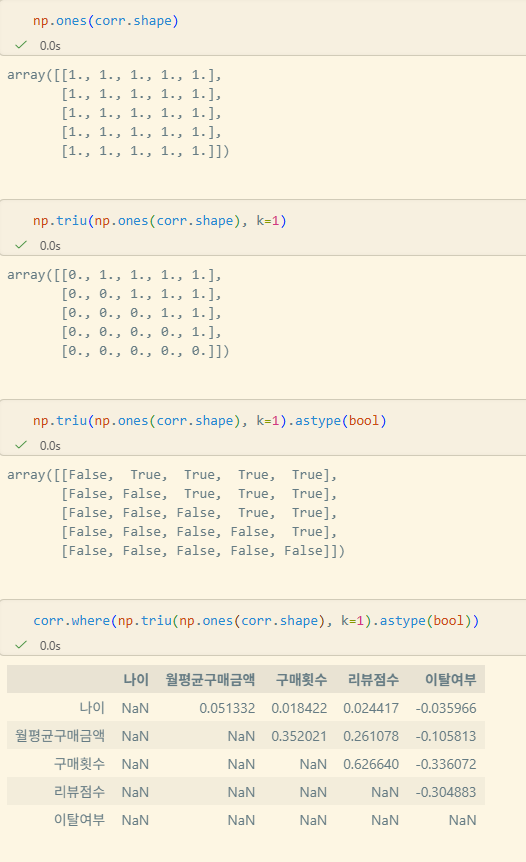 np.ones(corr.shape)
✓ 0.0s
array([[1., 1., 1., 1., 1.],
       [1., 1., 1., 1., 1.],
       [1., 1., 1., 1., 1.],
       [1., 1., 1., 1., 1.],
       [1., 1., 1., 1., 1.]])
np.triu(np.ones(corr.shape), k=1)
✓ 0.0s
array([[0., 1., 1., 1., 1.],
       [0., 0., 1., 1., 1.],
       [0., 0., 0., 1., 1.],
       [0., 0., 0., 0., 1.],
       [0., 0., 0., 0., 0.]])
np.triu(np.ones(corr.shape), k=1).astype(bool)
✓ 0.0s
array([[False,  True,  True,  True,  True],
       [False, False,  True,  True,  True],
       [False, False, False,  True,  True],
       [False, False, False, False,  True],
       [False, False, False, False, False]])
corr.where(np.triu(np.ones(corr.shape), k=1).astype(bool))
✓ 0.0s
나이 월평균구매금액 구매횟수 리뷰점수 이탈여부
나이 NaN 0.051332 0.018422 0.024417 -0.035966
월평균구매금액 NaN NaN 0.352021 0.261078 -0.105813
구매횟수 NaN NaN NaN 0.626640 -0.336072
리뷰점수 NaN NaN NaN NaN -0.304883
이탈여부 NaN NaN NaN NaN NaN